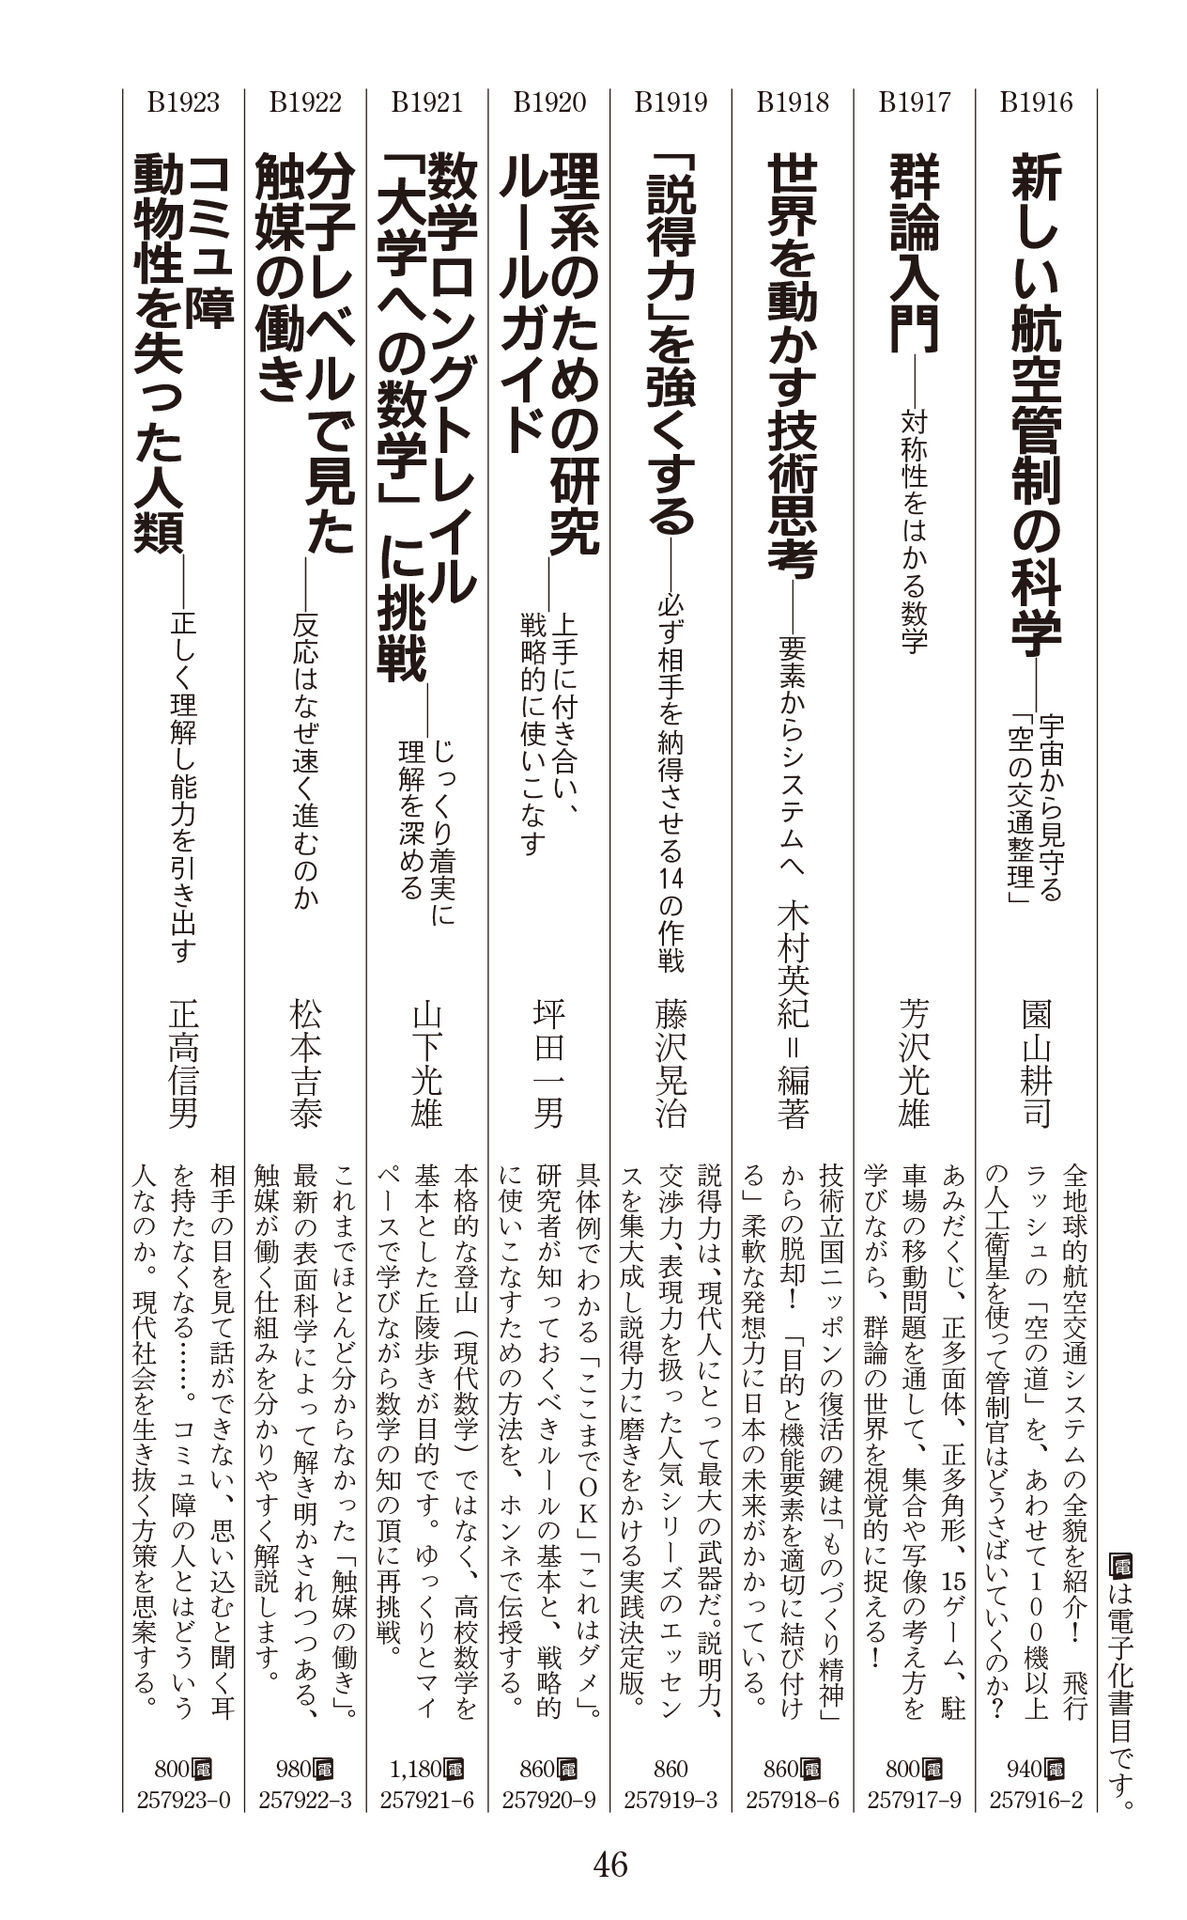 電は電子化書目です。
B1916
新しい航空管制の科学
――宇宙から見守る
「空の交通整理」
園山耕司
全地球的航空交通システムの全貌を紹介！　飛行
ラッシュの「空の道」を、あわせて100機以上
の人工衛星を使って管制官はどうさばいていくのか？
940電
257916-2
B1917
群論入門
――対称性をはかる数学
芳沢光雄
あみだくじ、正多面体、正多角形、15ゲーム、駐
車場の移動問題を通して、集合や写像の考え方を
学びながら、群論の世界を視覚的に捉える！
800電
257917-9
B1918
世界を動かす技術思考
――要素からシステムへ
木村英紀＝編著
技術立国ニッポンの復活の鍵は「ものづくり精神」
からの脱却！　「目的と機能要素を適切に結び付け
る」柔軟な発想力に日本の未来がかかっている。
860電
257918-6
B1919
「説得力」を強くする
――必ず相手を納得させる14の作戦
藤沢晃治
説得力は、現代人にとって最大の武器だ。説明力、
交渉力、表現力を扱った人気シリーズのエッセン
スを集大成し説得力に磨きをかける実践決定版。
860
257919-3
B1920
理系のための研究
ルールガイド
――上手に付き合い、
戦略的に使いこなす
坪田一男
具体例でわかる「ここまでOK」「これはダメ」。
研究者が知っておくべきルールの基本と、戦略的
に使いこなすための方法を、ホンネで伝授する。
860電
257920-9
B1921
数学ロングトレイル
「大学への数学」に挑戦
――じっくり着実に
理解を深める
山下光雄
本格的な登山（現代数学）ではなく、高校数学を
基本とした丘陵歩きが目的です。ゆっくりとマイ
ペースで学びながら数学の知の頂に再挑戦。
1,180電
257921-6
B1922
分子レベルで見た
触媒の働き
――反応はなぜ速く進むのか
松本吉泰
これまでほとんど分からなかった「触媒の働き」。
最新の表面科学によって解き明かされつつある、
触媒が働く仕組みを分かりやすく解説します。
980電
257922-3
B1923
コミュ障
動物性を失った人類
――正しく理解し能力を引き出す
正高信男
相手の目を見て話ができない、思い込むと聞く耳
を持たなくなる……。コミュ障の人とはどういう
人なのか。現代社会を生き抜く方策を思案する。
800電
257923-0
46